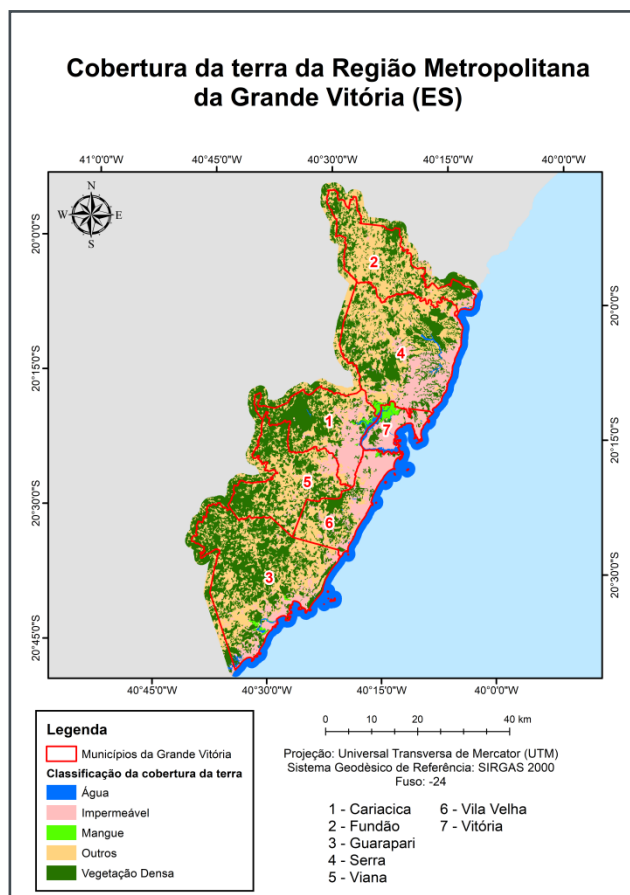 Cobertura da terra da Região Metropolitana
da Grande Vitória (ES)
41°0'0"W 40°45'0"W 40°30'0"W 40°15'0"W 40°0'0"W
N
W E
S
20°0'0"S
20°15'0"S
20°30'0"S
20°45'0"S
20°0'0"S
20°15'0"S
20°30'0"S
2
4
1
7
5
6
3
40°45'0"W 40°30'0"W 40°15'0"W 40°0'0"W
Legenda
Municípios da Grande Vitória
Classificação da cobertura da terra
Água
Impermeável
Mangue
Outros
Vegetação Densa
0 10 20 40 km
Projeção: Universal Transversa de Mercator (UTM)
Sistema Geodèsico de Referência: SIRGAS 2000
Fuso: -24
1 - Cariacica
2 - Fundão
3 - Guarapari
4 - Serra
5 - Viana
6 - Vila Velha
7 - Vitória